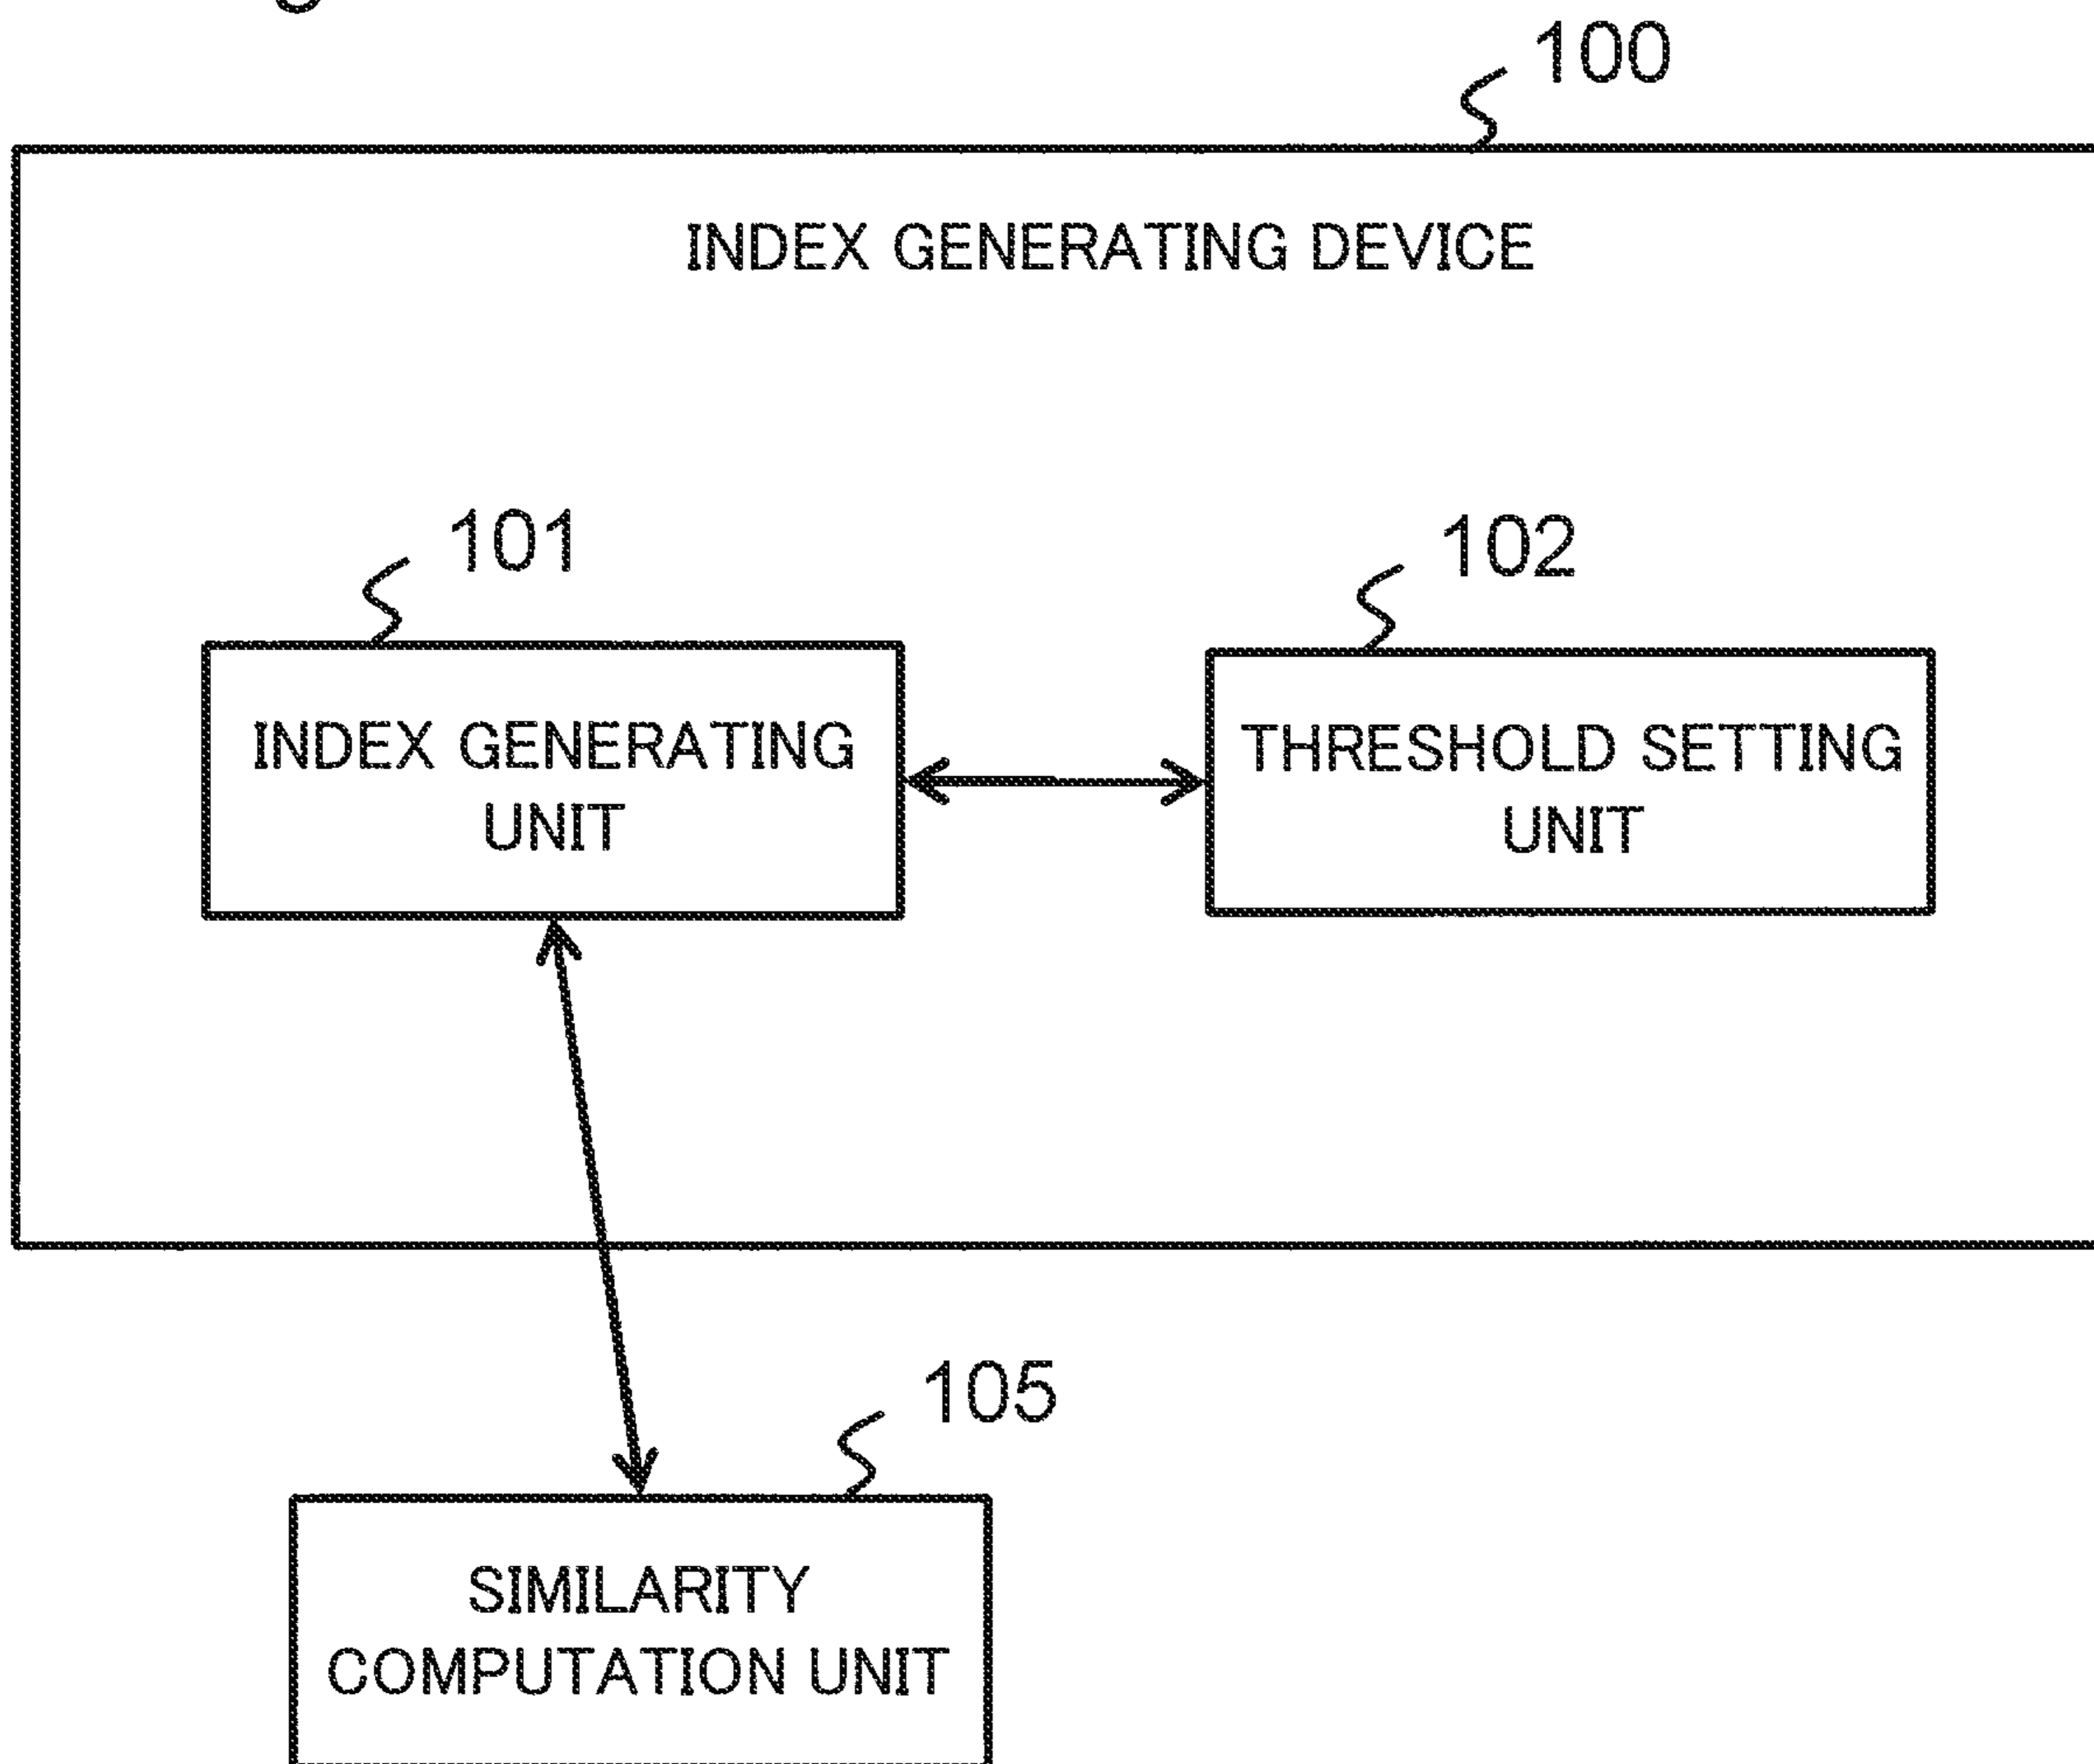 100
INDEX GENERATING DEVICE
101
102
INDEX GENERATING
UNIT
THRESHOLD SETTING
UNIT
105
SIMILARITY
COMPUTATION UNIT